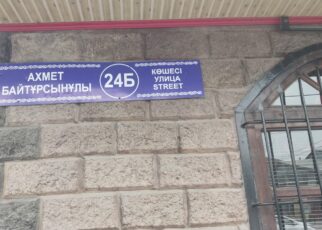 АХМЕТ
БАЙТҰРСЫНҰЛЫ
24Б
КӨШЕСІ
УЛИЦА
STREET